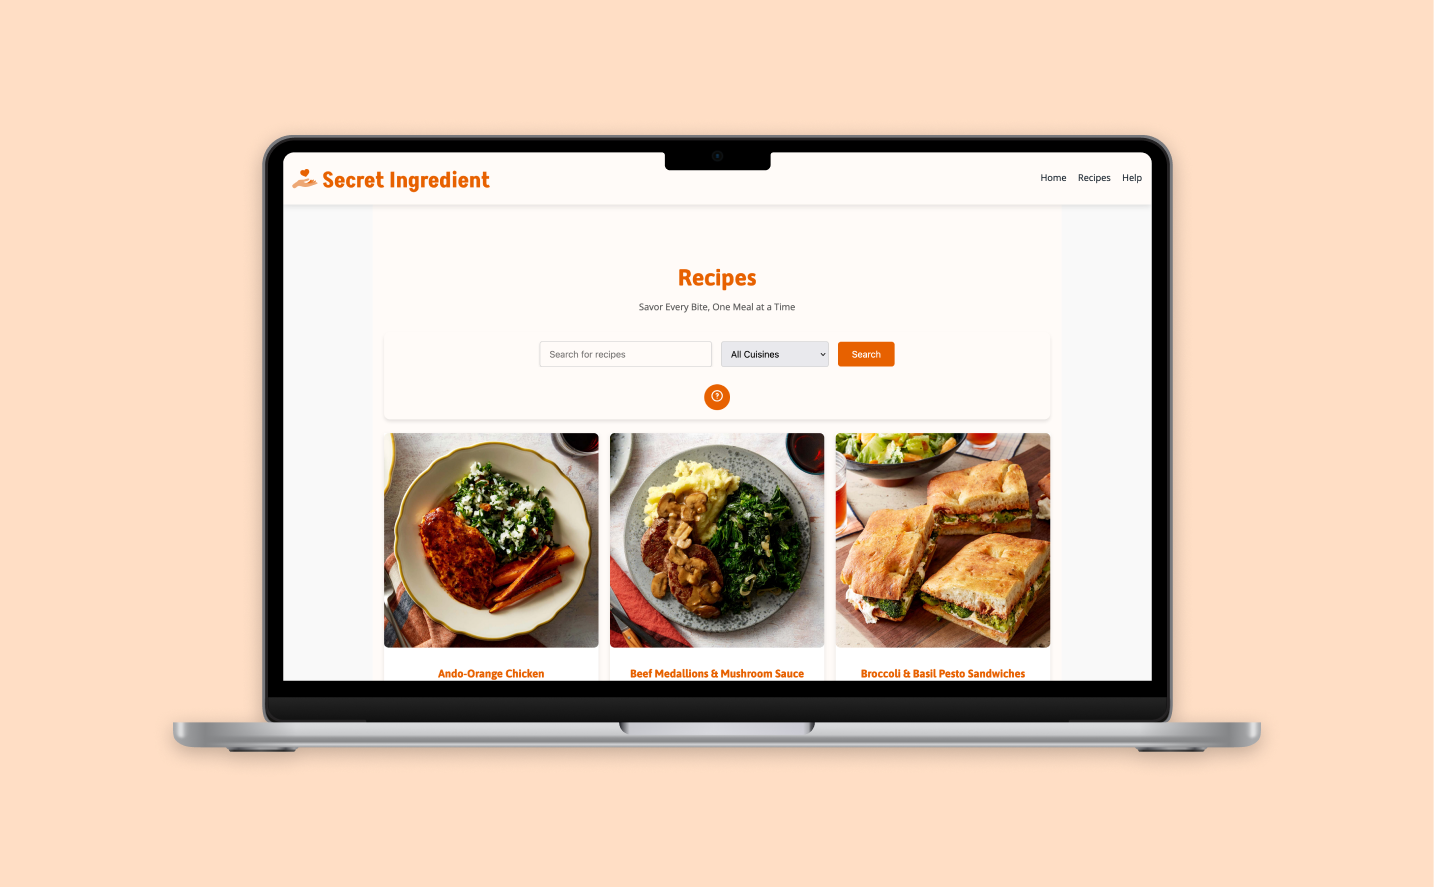 Secret Ingredient
Home Recipes Help
Recipes
Savor Every Bite, One Meal at a Time
Search for recipes All Cuisines Search
?
Ando-Orange Chicken Beef Medallions & Mushroom Sauce Broccoli & Basil Pesto Sandwiches